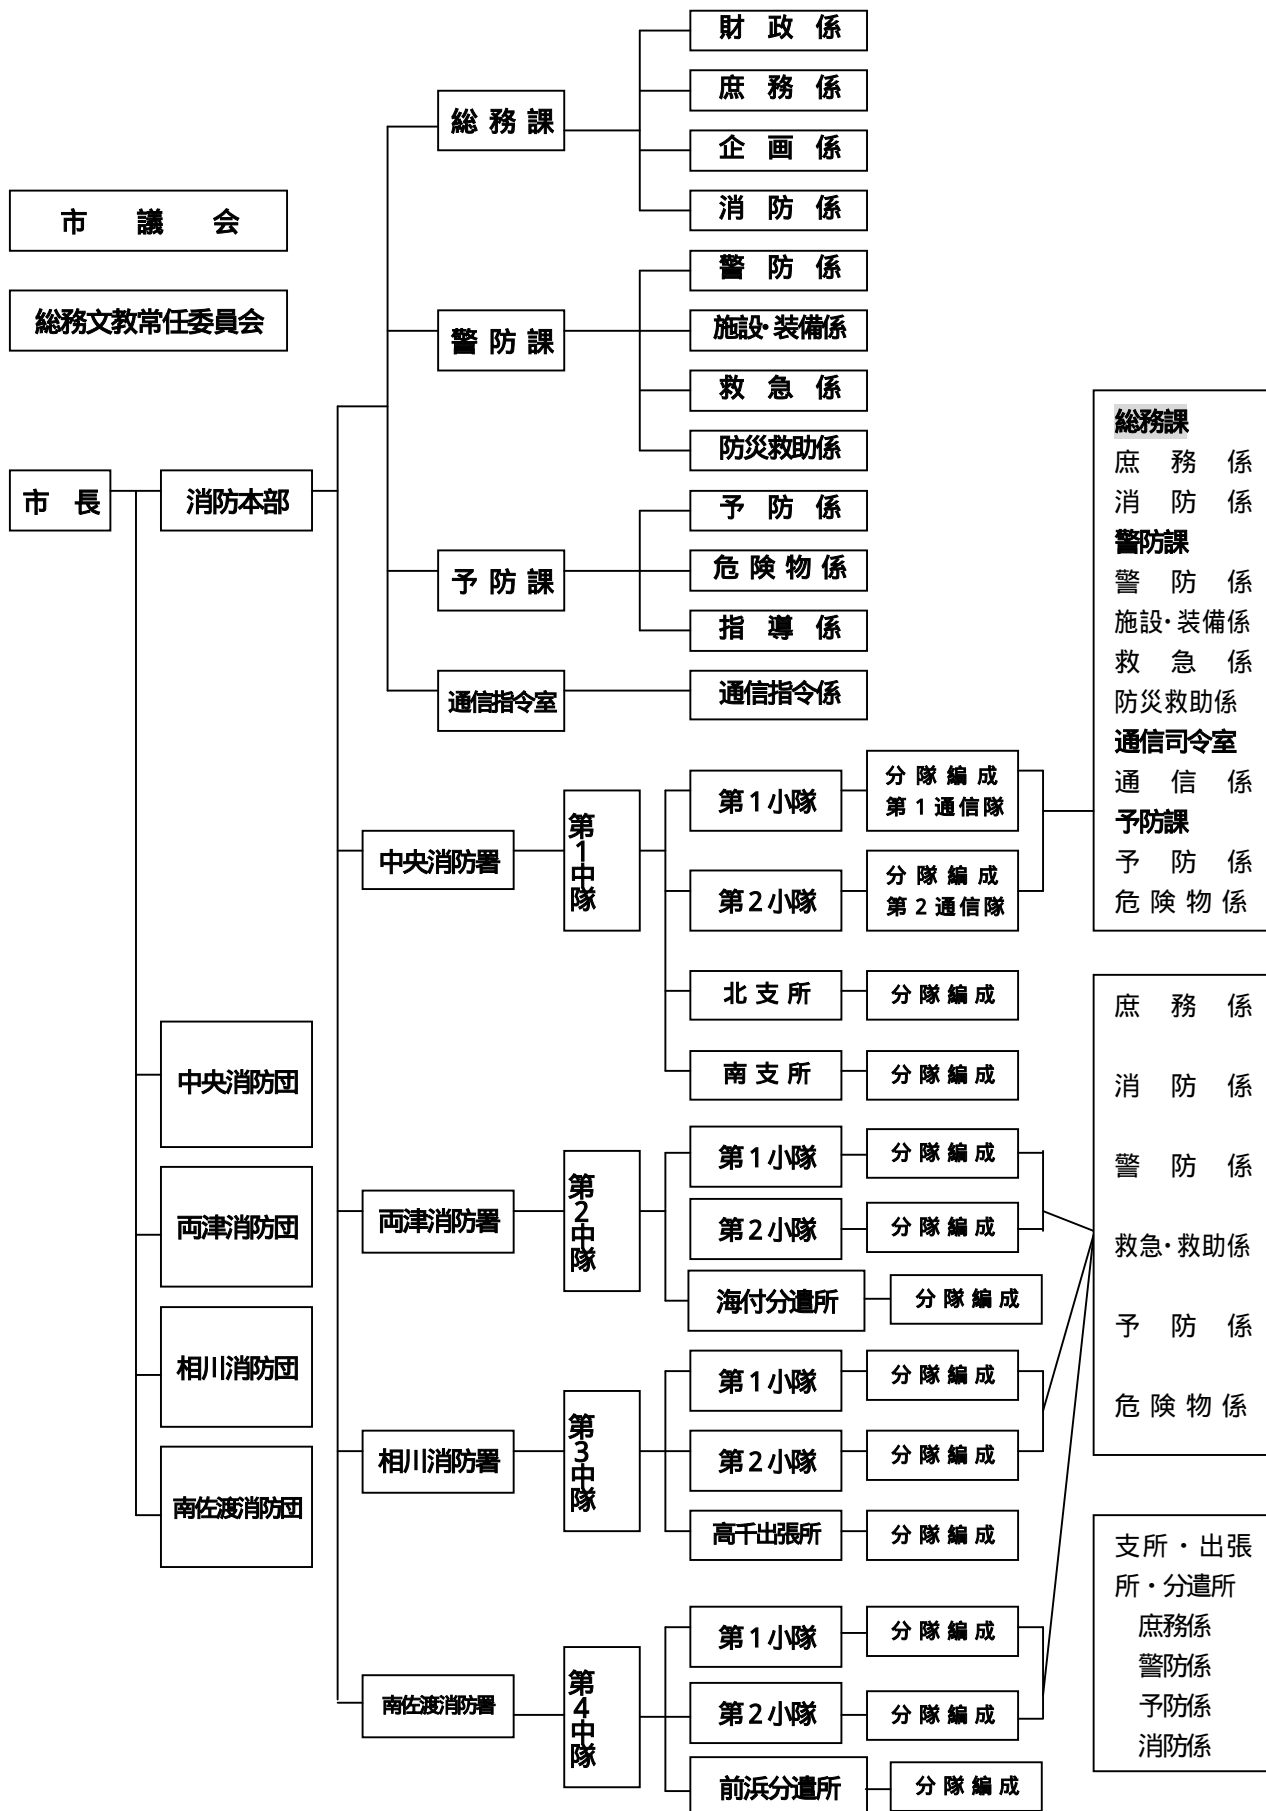 財政係
庶務係
総務課
企画係
消防係
市議会
総務文教常任委員会
警防係
施設・装備係
警防課
救急係
防災救助係
市長
消防本部
予防係
危険物係
予防課
指導係
通信指令室
通信指令係
総務課
庶務係
消防係
警防課
警防係
施設・装備係
救急係
防災救助係
通信司令室
通信係
予防課
予防係
危険物係
中央消防署
第1中隊
第1小隊
分隊編成
第1通信隊
第2小隊
分隊編成
第2通信隊
北支所
分隊編成
南支所
分隊編成
中央消防団
両津消防団
相川消防団
南佐渡消防団
両津消防署
第2中隊
第1小隊
分隊編成
第2小隊
分隊編成
海付分遣所
分隊編成
相川消防署
第3中隊
第1小隊
分隊編成
第2小隊
分隊編成
高千出張所
分隊編成
南佐渡消防署
第4中隊
第1小隊
分隊編成
第2小隊
分隊編成
前浜分遣所
分隊編成
庶務係
消防係
警防係
救急・救助係
予防係
危険物係
支所・出張
所・分遣所
庶務係
警防係
予防係
消防係